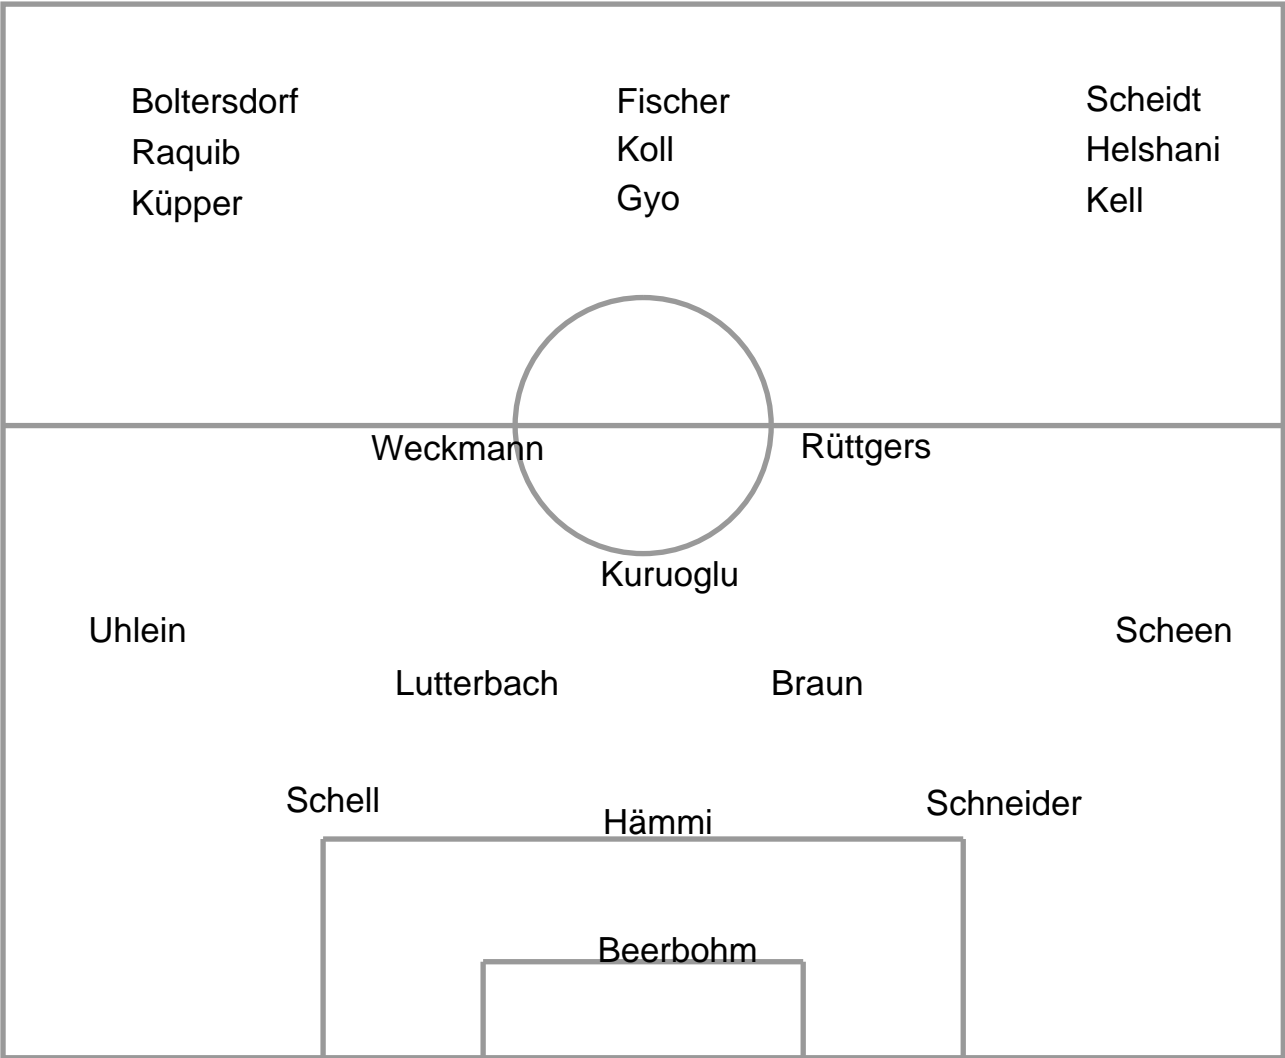 Boltersdorf
Raquib
Küpper
Fischer
Koll
Gyo
Scheidt
Helshani
Kell
Weckmann
Rüttgers
Kuruoglu
Uhlein
Scheen
Lutterbach
Braun
Schell
Hämmi
Schneider
Beerbohm